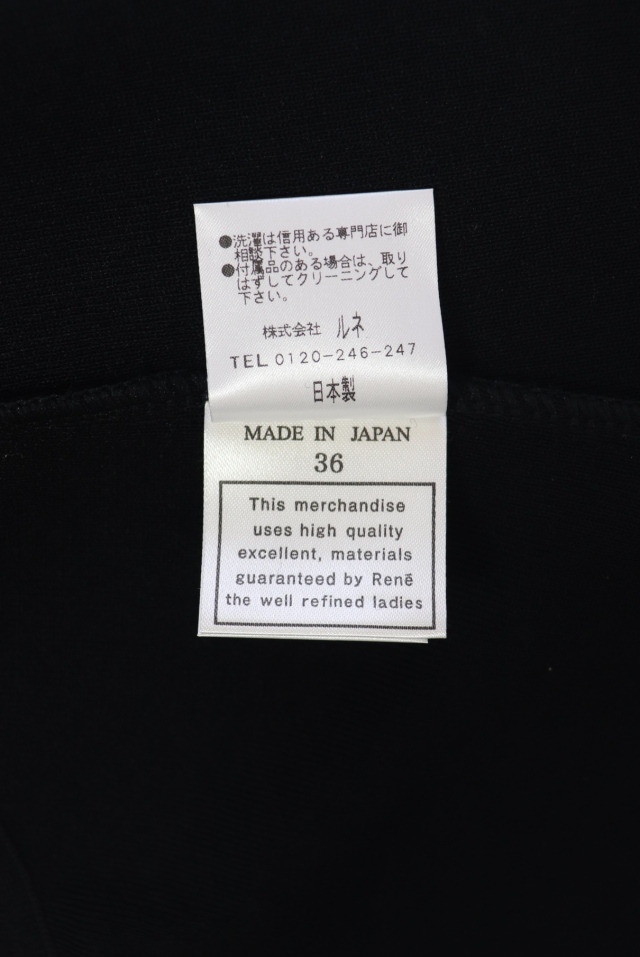 ●洗濯は信用ある専門店に御
相談下さい。
●付属品のある場合は、取り
はずしてクリーニングして
下さい。
株式会社 ルネ
TEL 0120-246-247
日本製
MADE IN JAPAN
36
This merchandise
uses high quality
excellent, materials
guaranteed by René
the well refined ladies